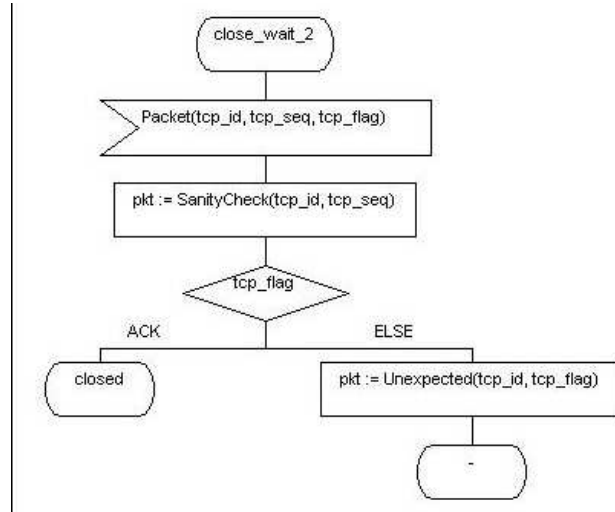 close_wait_2
Packet(tcp_id, tcp_seq, tcp_flag)
pkt := SanityCheck(tcp_id, tcp_seq)
tcp_flag
ACK
ELSE
closed
pkt := Unexpected(tcp_id, tcp_flag)
-